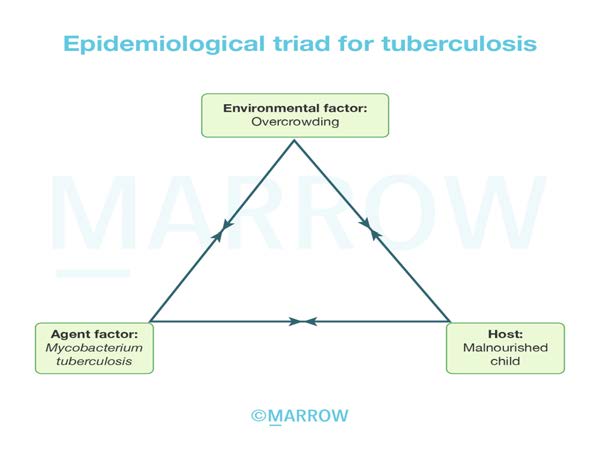 Epidemiological triad for tuberculosis
Environmental factor:
Overcrowding
MARROW
Agent factor:
Mycobacterium
tuberculosis
Host:
Malnourished
child
©MARROW